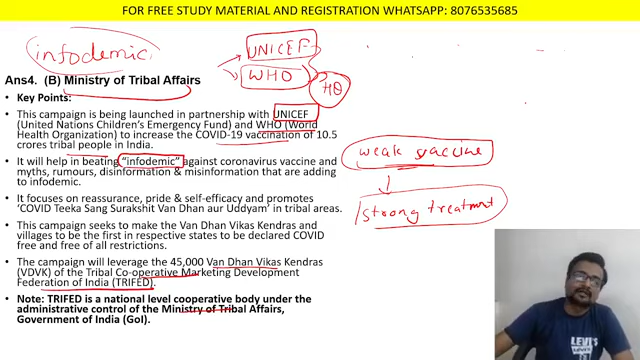 FOR FREE STUDY MATERIAL AND REGISTRATION WHATSAPP: 8076535685
infodemic
UNICEF
WHO
HQ
Ans4. (B) Ministry of Tribal Affairs
• Key Points:
• This campaign is being launched in partnership with UNICEF
(United Nations Children's Emergency Fund) and WHO (World
Health Organization) to increase the COVID-19 vaccination of 10.5
crores tribal people in India.
• It will help in beating "infodemic" against coronavirus vaccine and
myths, rumours, disinformation & misinformation that are adding
to infodemic.
• It focuses on reassurance, pride & self-efficacy and promotes
'COVID Teeka Sang Surakshit Van Dhan aur Uddyam' in tribal areas.
• This campaign seeks to make the Van Dhan Vikas Kendras and
villages to be the first in respective states to be declared COVID
free and free of all restrictions.
• The campaign will leverage the 45,000 Van Dhan Vikas Kendras
(VDVK) of the Tribal Co-operative Marketing Development
Federation of India (TRIFED).
• Note: TRIFED is a national level cooperative body under the
administrative control of the Ministry of Tribal Affairs,
Government of India (GoI).
weak vaccine
strong treatment
LEVI'S